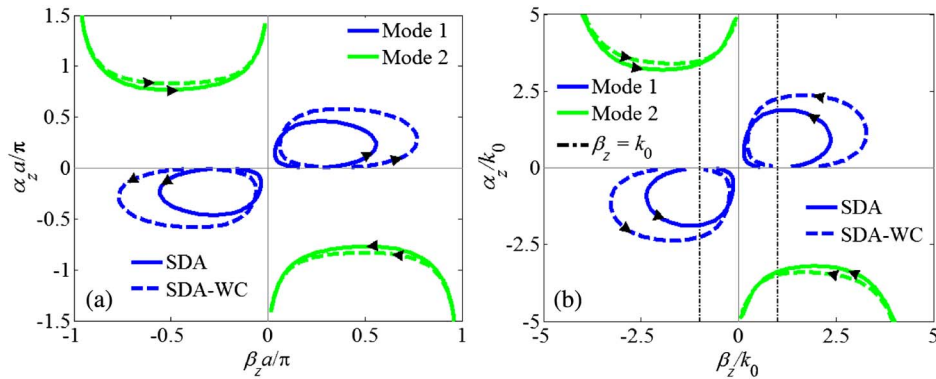 1.5
1
0.5
0
-0.5
-1
-1.5
α_z a/π
Mode 1
Mode 2
SDA
SDA-WC
(a)
-1 -0.5 0 0.5 1
β_z a/π
5
2.5
0
-2.5
-5
α_z/k_0
Mode 1
Mode 2
β_z = k_0
SDA
SDA-WC
(b)
-5 -2.5 0 2.5 5
β_z/k_0